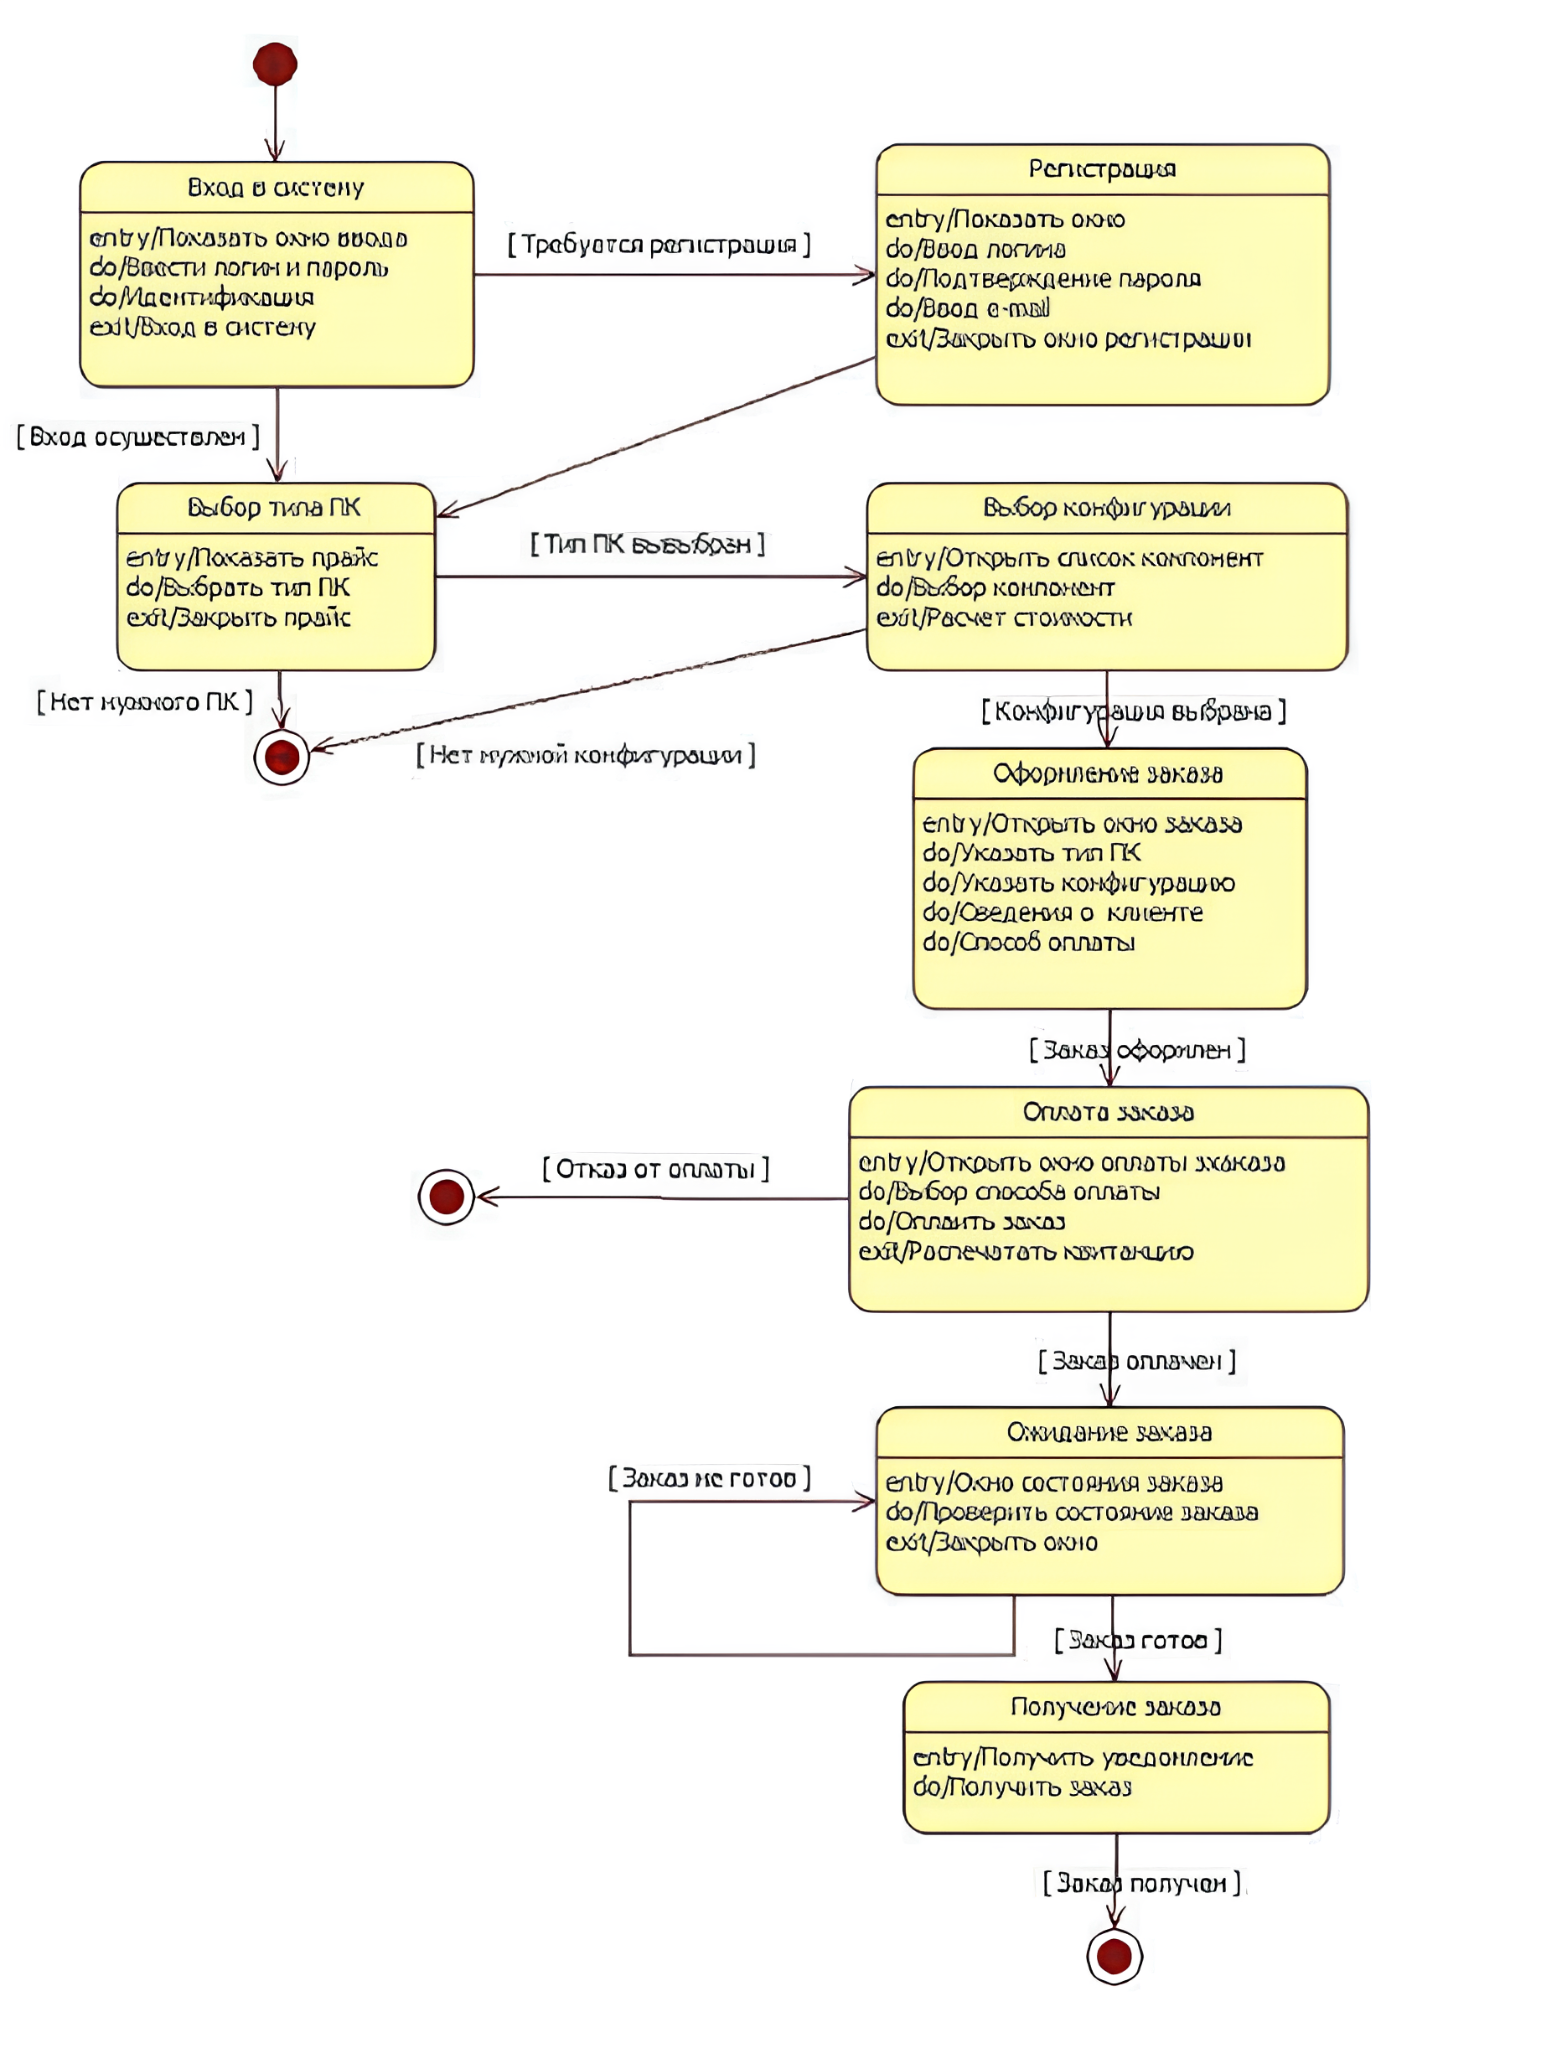 Вход в систему
entry/Показать окно ввода
do/Ввести логин и пароль
do/Идентификация
exit/Вход в систему
[ Требуется регистрация ]
Регистрация
entry/Показать окно
do/Ввод логина
do/Подтверждение пароля
do/Ввод e-mail
exit/Закрыть окно регистрации
[ Вход осуществлен ]
Выбор типа ПК
entry/Показать прайс
do/Выбрать тип ПК
exit/Закрыть прайс
[ Тип ПК выбран ]
Выбор конфигурации
entry/Открыть список компонент
do/Выбор компонент
exit/Расчет стоимости
[ Нет нужного ПК ]
[ Нет нужной конфигурации ]
[ Конфигурация выбрана ]
Оформление заказа
entry/Открыть окно заказа
do/Указать тип ПК
do/Указать конфигурацию
do/Сведения о клиенте
do/Способ оплаты
[ Заказ оформлен ]
Оплата заказа
entry/Открыть окно оплаты заказа
do/Выбор способа оплаты
do/Оплатить заказ
exit/Распечатать квитанцию
[ Отказ от оплаты ]
[ Заказ оплачен ]
Ожидание заказа
entry/Окно состояния заказа
do/Проверить состояние заказа
exit/Закрыть окно
[ Заказ не готов ]
[ Заказ готов ]
Получение заказа
entry/Получить уведомление
do/Получить заказ
[ Заказ получен ]